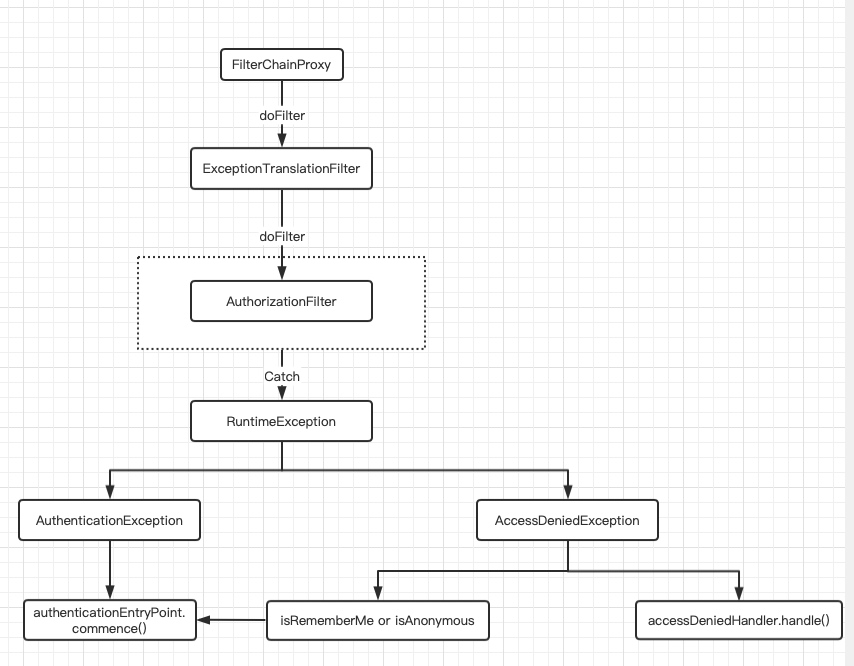 FilterChainProxy
doFilter
ExceptionTranslationFilter
doFilter
AuthorizationFilter
Catch
RuntimeException
AuthenticationException
AccessDeniedException
authenticationEntryPoint.
commence()
isRememberMe or isAnonymous
accessDeniedHandler.handle()